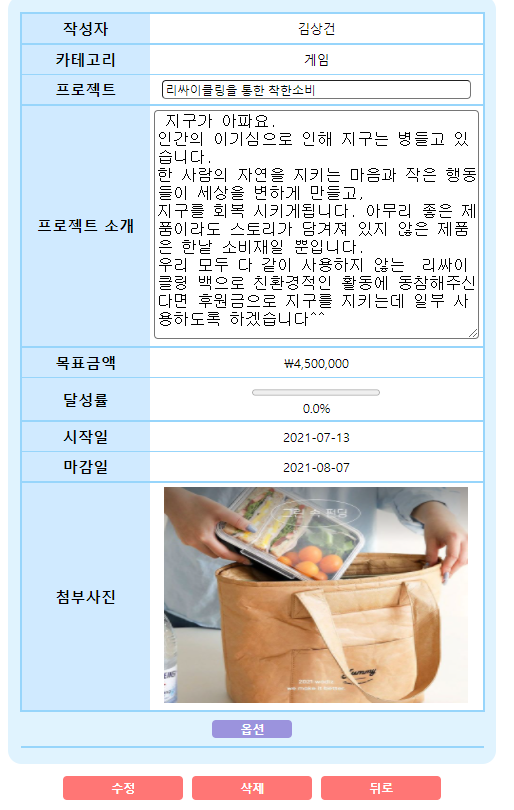 작성자 김상건
카테고리 게임
프로젝트 리싸이클링을 통한 착한소비
프로젝트 소개
지구가 아파요.
인간의 이기심으로 인해 지구는 병들고 있
습니다.
한 사람의 자연을 지키는 마음과 작은 행동
들이 세상을 변하게 만들고,
지구를 회복 시키게됩니다. 아무리 좋은 제
품이라도 스토리가 담겨져 있지 않은 제품
은 한낱 소비재일 뿐입니다.
우리 모두 다 같이 사용하지 않는 리싸이
클링 백으로 친환경적인 활동에 동참해주신
다면 후원금으로 지구를 지키는데 일부 사
용하도록 하겠습니다^^
목표금액 ₩4,500,000
달성률 0.0%
시작일 2021-07-13
마감일 2021-08-07
첨부사진
그린 속 펀딩
Yummy
옵션
수정 삭제 뒤로